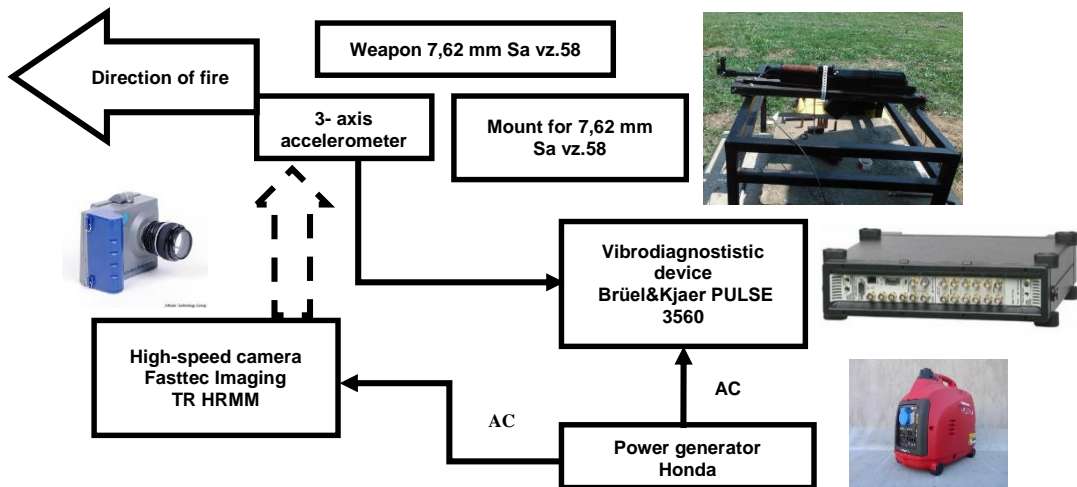 Weapon 7,62 mm Sa vz.58
Direction of fire
3- axis
accelerometer
Mount for 7,62 mm
Sa vz.58
Vibrodiagnostistic
device
Brüel&Kjaer PULSE
3560
High-speed camera
Fasttec Imaging
TR HRMM
AC
AC
Power generator
Honda